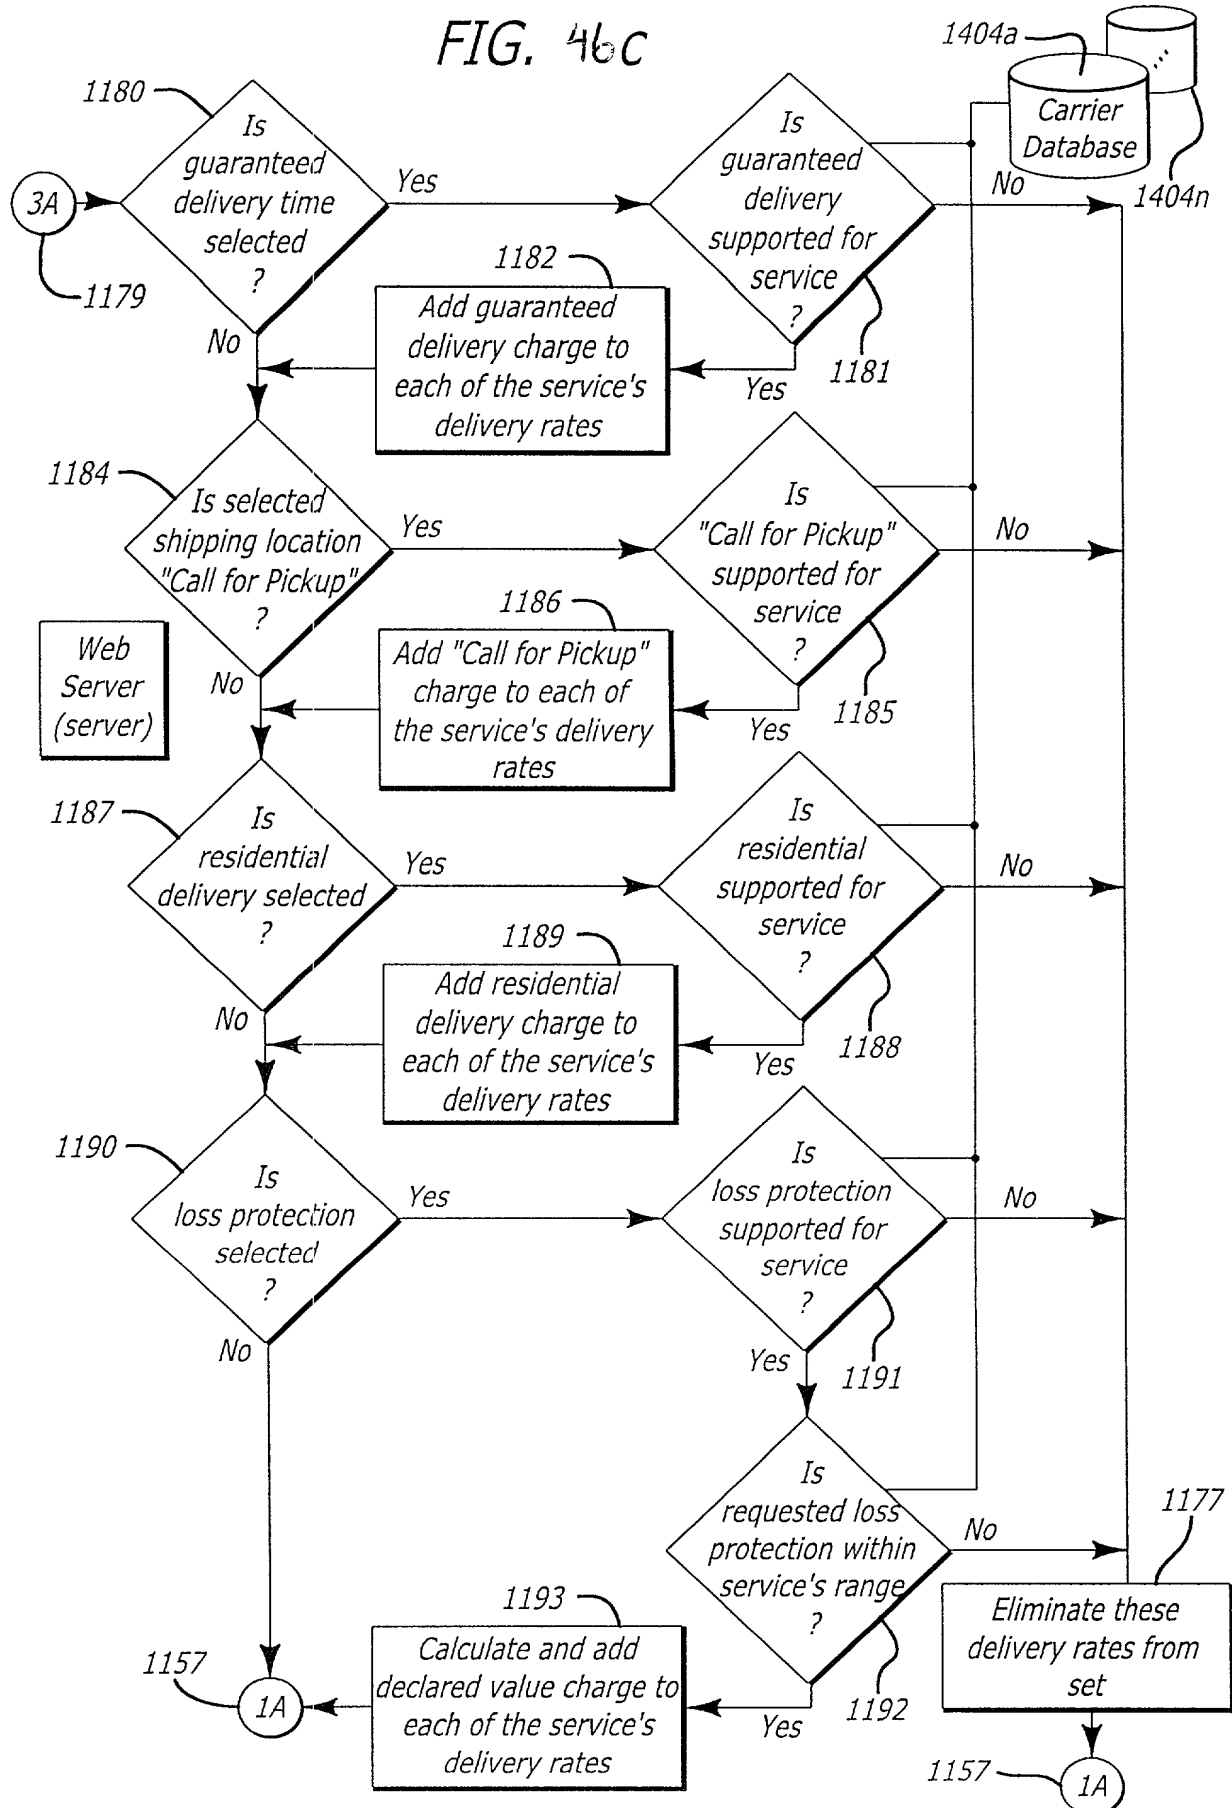 FIG. 46c
1404a
Carrier
Database
1404n
1180
Is
guaranteed
delivery time
selected
?
Yes
3A
1179
No
Is
guaranteed
delivery
supported for
service
?
No
1181
Yes
1182
Add guaranteed
delivery charge to
each of the service's
delivery rates
1184
Is selected
shipping location
"Call for Pickup"
?
Yes
No
Is
"Call for Pickup"
supported for
service
?
No
1185
Yes
1186
Add "Call for Pickup"
charge to each of
the service's delivery
rates
Web
Server
(server)
1187
Is
residential
delivery selected
?
Yes
No
Is
residential
supported for
service
?
No
1188
Yes
1189
Add residential
delivery charge to
each of the service's
delivery rates
1190
Is
loss protection
selected
?
Yes
No
Is
loss protection
supported for
service
?
No
1191
Yes
Is
requested loss
protection within
service's range
?
No
1192
Yes
1177
Eliminate these
delivery rates from
set
1193
Calculate and add
declared value charge to
each of the service's
delivery rates
1157
1A
1157
1A